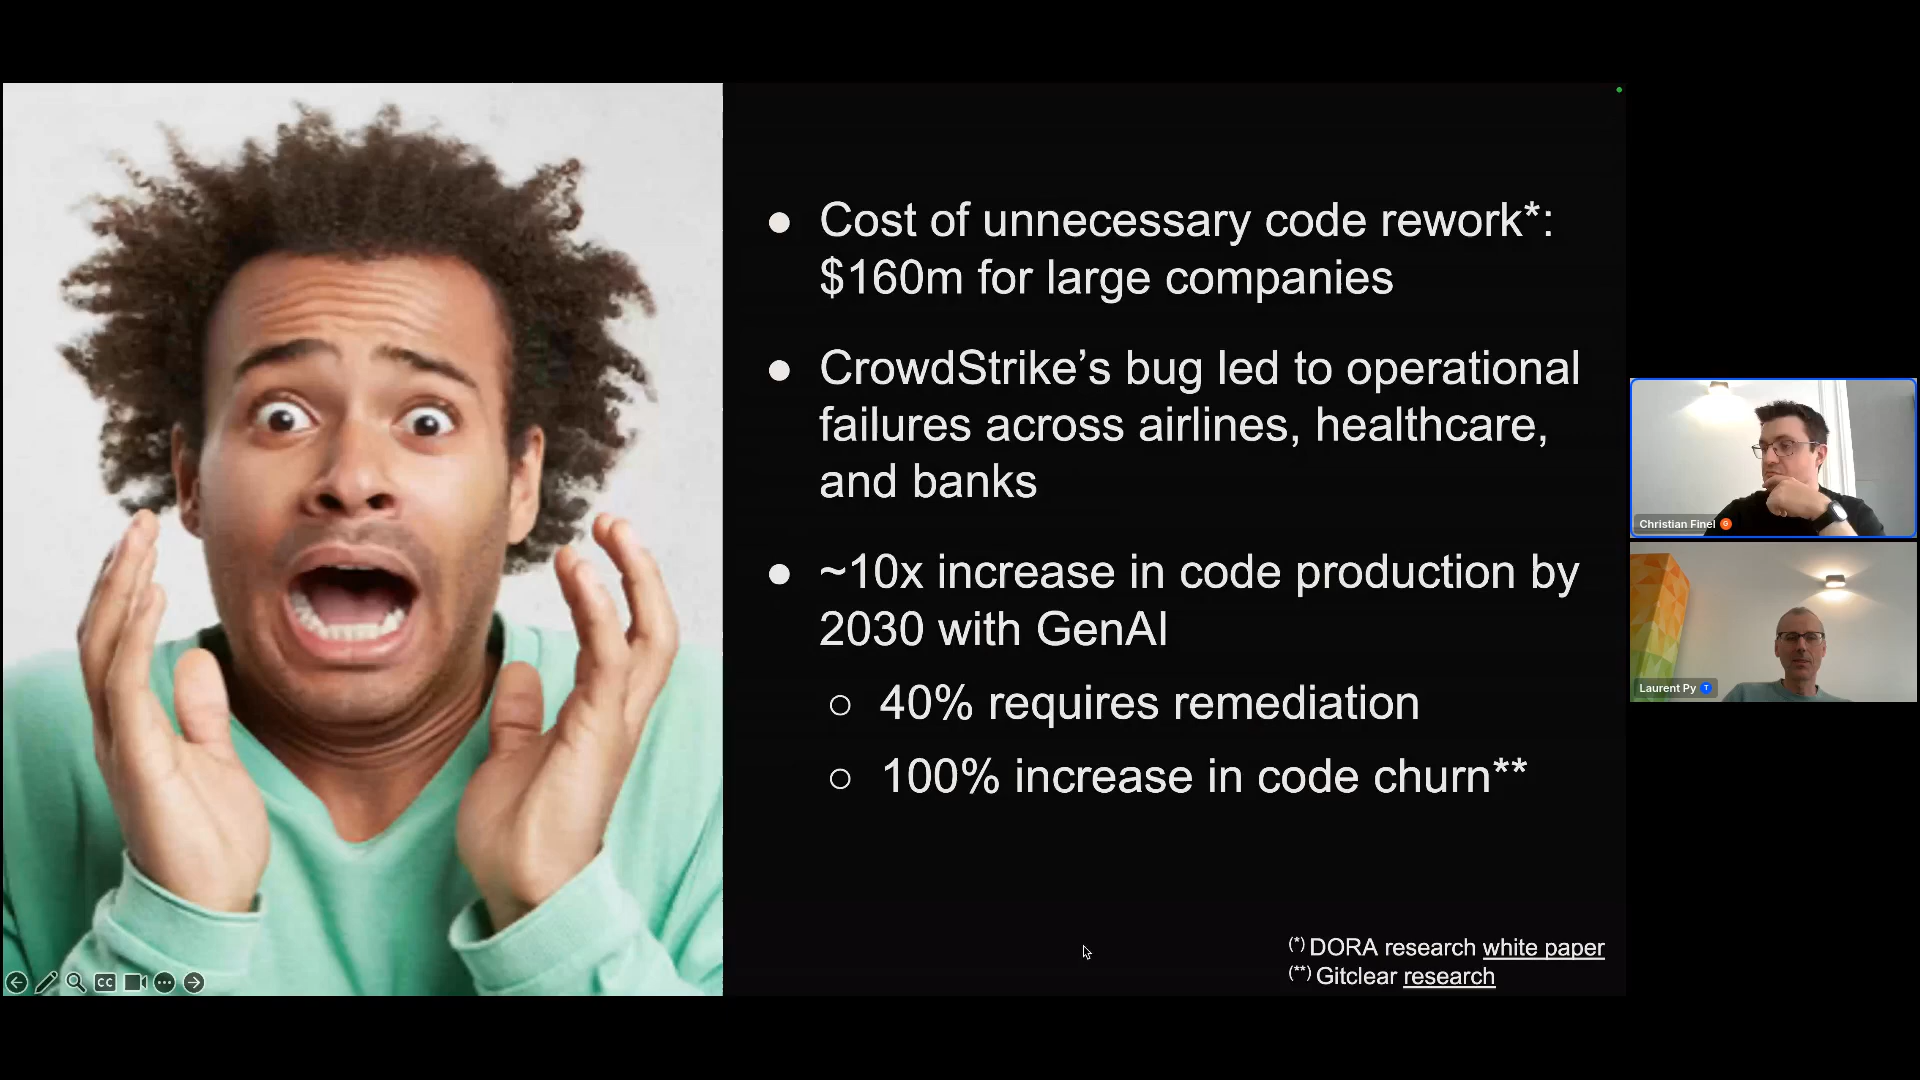 ● Cost of unnecessary code rework*:
$160m for large companies
● CrowdStrike’s bug led to operational
failures across airlines, healthcare,
and banks
● ~10x increase in code production by
2030 with GenAI
○ 40% requires remediation
○ 100% increase in code churn**
(*) DORA research white paper
(**) Gitclear research
CC
Christian Finel G
Laurent Py T